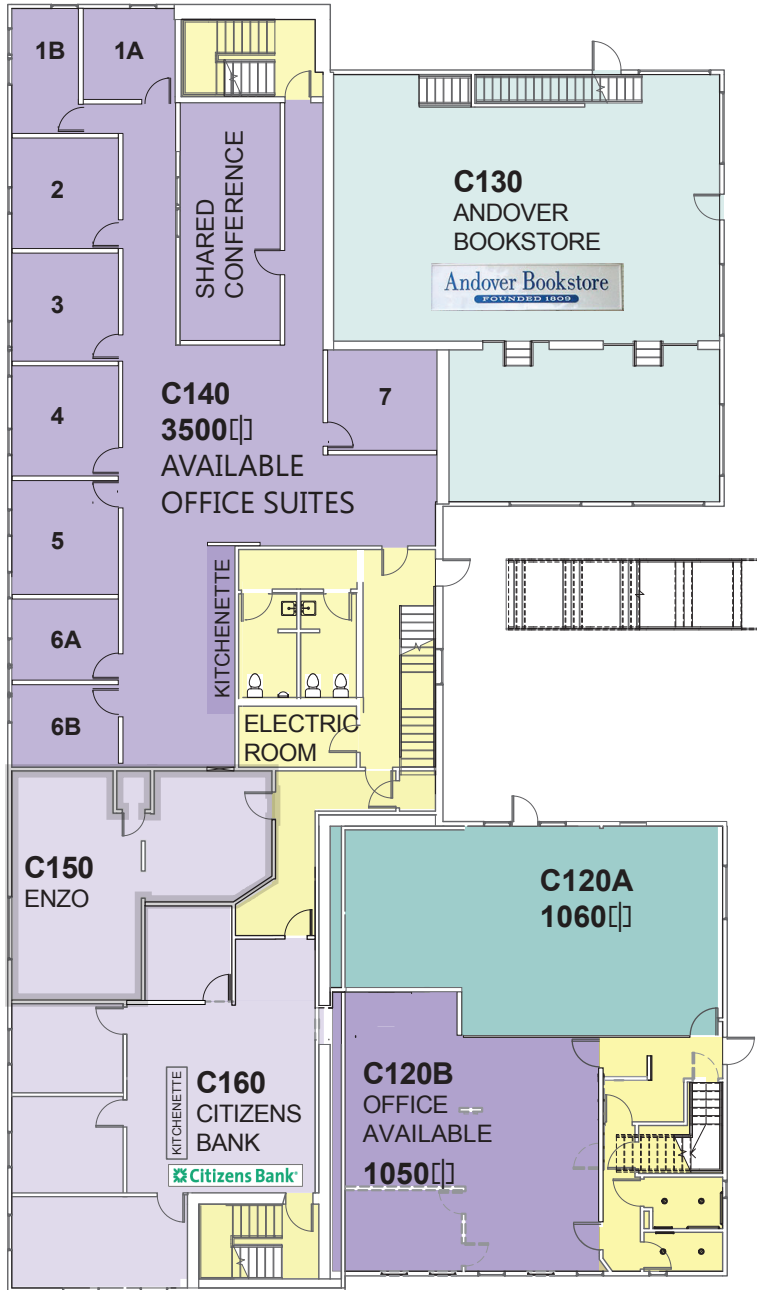 1B
1A
2
SHARED
CONFERENCE
C130
ANDOVER
BOOKSTORE
Andover Bookstore
FOUNDED 1809
3
4
C140
3500
AVAILABLE
OFFICE SUITES
7
5
KITCHENETTE
6A
6B
ELECTRIC
ROOM
C150
ENZO
C120A
1060
KITCHENETTE
C160
CITIZENS
BANK
Citizens Bank®
C120B
OFFICE
AVAILABLE
1050